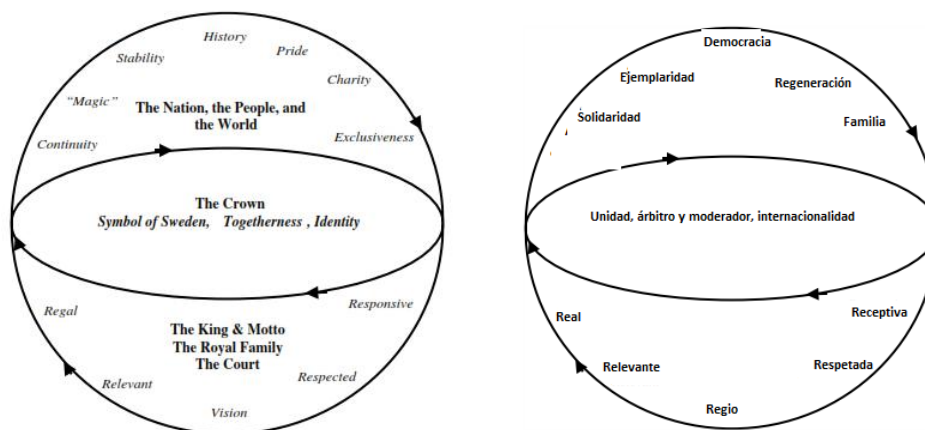 History
Stability
Pride
Charity
“Magic”
The Nation, the People, and
the World
Continuity
Exclusiveness
The Crown
Symbol of Sweden, Togetherness , Identity
Regal
Responsive
The King & Motto
The Royal Family
The Court
Relevant
Respected
Vision
Democracia
Ejemplaridad
Regeneración
Solidaridad
Familia
Unidad, árbitro y moderador, internacionalidad
Real
Receptiva
Relevante
Respetada
Regio